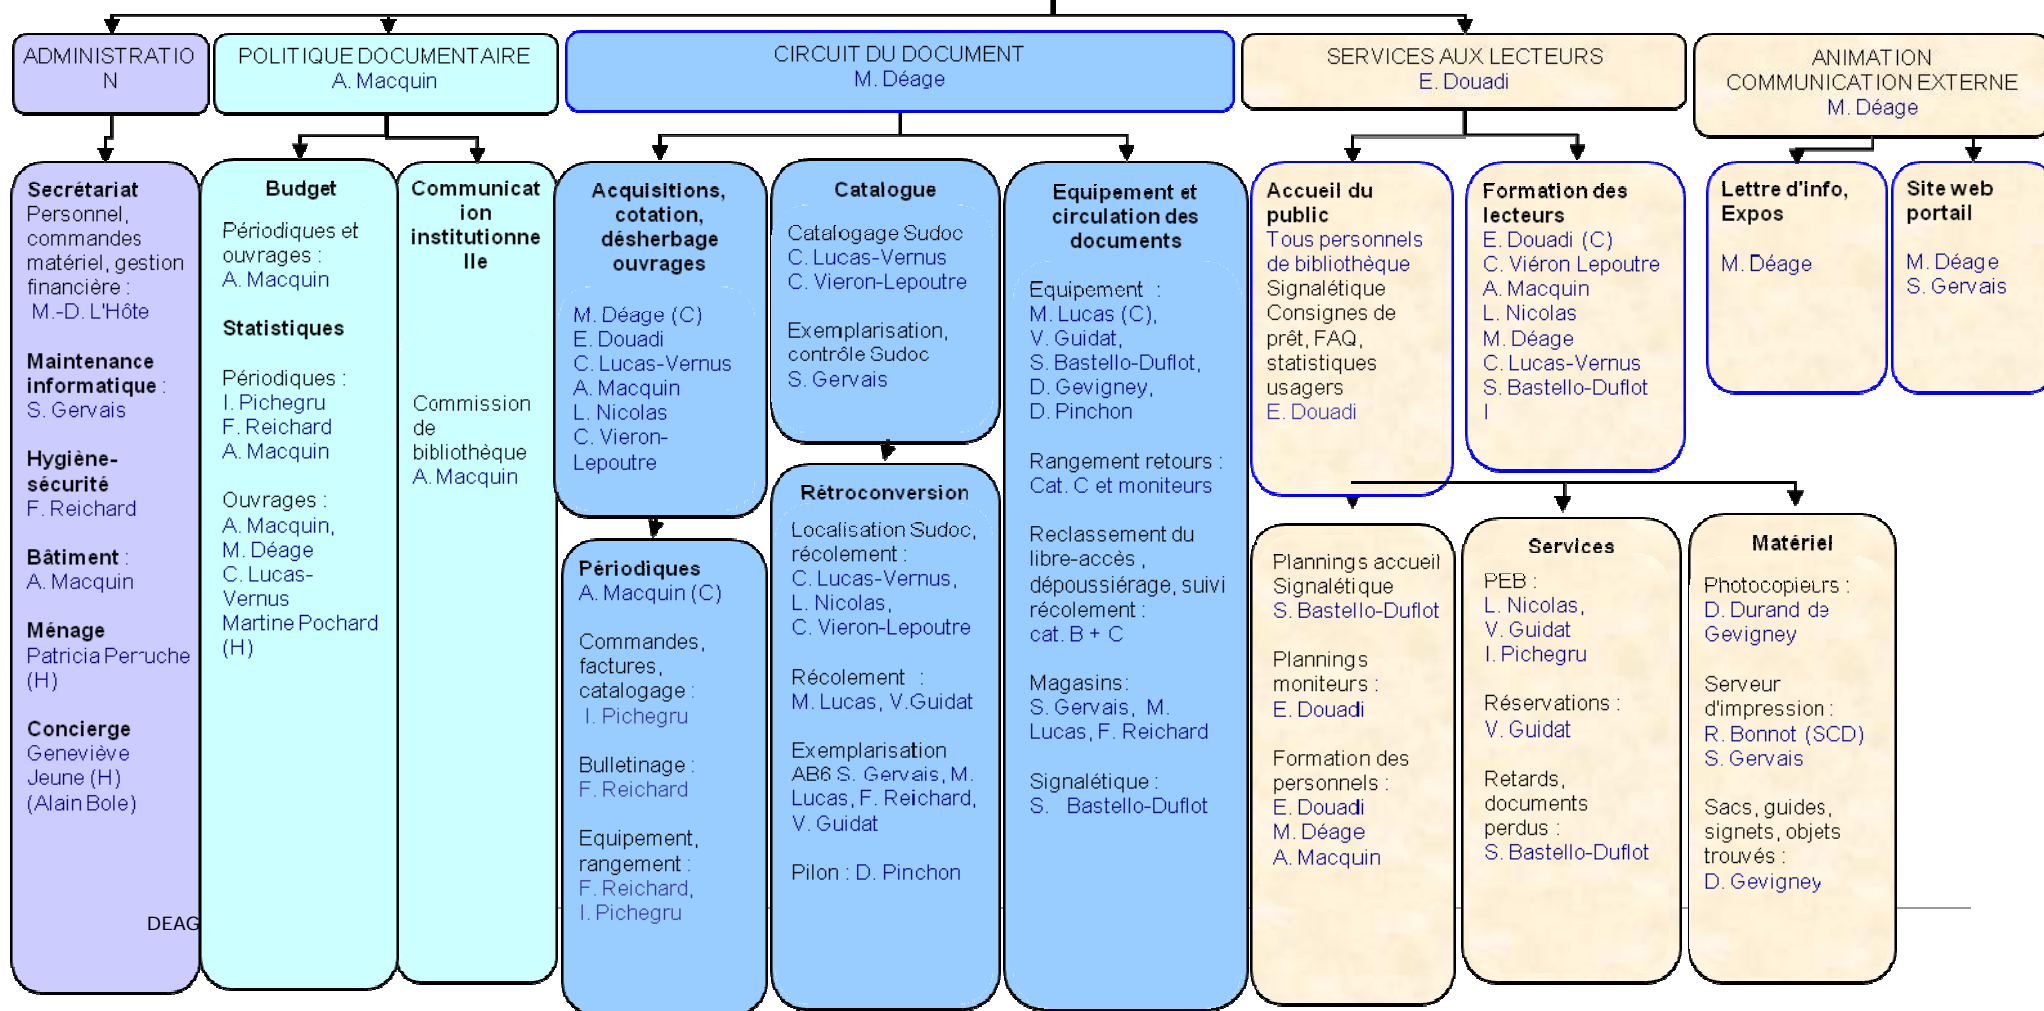 ADMINISTRATIO
N
POLITIQUE DOCUMENTAIRE
A. Macquin
CIRCUIT DU DOCUMENT
M. Déage
SERVICES AUX LECTEURS
E. Douadi
ANIMATION
COMMUNICATION EXTERNE
M. Déage
Secrétariat
Personnel,
commandes
matériel, gestion
financière :
M.-D. L'Hôte
Maintenance
informatique :
S. Gervais
Hygiène-
sécurité
F. Reichard
Bâtiment :
A. Macquin
Ménage
Patricia Perruche
(H)
Concierge
Geneviève
Jeune (H)
(Alain Bole)
DEAG
Budget
Périodiques et
ouvrages :
A. Macquin
Statistiques
Périodiques :
I. Pichegru
F. Reichard
A. Macquin
Ouvrages :
A. Macquin,
M. Déage
C. Lucas-
Vernus
Martine Pochard
(H)
Communicat
ion
institutionne
lle
Commission
de
bibliothèque
A. Macquin
Acquisitions,
cotation,
désherbage
ouvrages
M. Déage (C)
E. Douadi
C. Lucas-Vernus
A. Macquin
L. Nicolas
C. Vieron-
Lepoutre
Périodiques
A. Macquin (C)
Commandes,
factures,
catalogage :
I. Pichegru
Bulletinage :
F. Reichard
Equipement,
rangement :
F. Reichard,
I. Pichegru
Catalogue
Catalogage Sudoc
C. Lucas-Vernus
C. Vieron-Lepoutre
Exemplarisation,
contrôle Sudoc
S. Gervais
Rétroconversion
Localisation Sudoc,
récolement :
C. Lucas-Vernus,
L. Nicolas,
C. Vieron-Lepoutre
Récolement :
M. Lucas, V.Guidat
Exemplarisation
AB6 S. Gervais, M.
Lucas, F. Reichard,
V. Guidat
Pilon : D. Pinchon
Equipement et
circulation des
documents
Equipement :
M. Lucas (C),
V. Guidat,
S. Bastello-Duflot,
D. Gevigney,
D. Pinchon
Rangement retours :
Cat. C et moniteurs
Reclassement du
libre-accès ,
dépoussiérage, suivi
récolement :
cat. B + C
Magasins:
S. Gervais, M.
Lucas, F. Reichard
Signalétique :
S. Bastello-Duflot
Accueil du
public
Tous personnels
de bibliothèque
Signalétique
Consignes de
prêt, FAQ,
statistiques
usagers
E. Douadi
Formation des
lecteurs
E. Douadi (C)
C. Viéron Lepoutre
A. Macquin
L. Nicolas
M. Déage
C. Lucas-Vernus
S. Bastello-Duflot
I
Lettre d'info,
Expos
M. Déage
Site web
portail
M. Déage
S. Gervais
Plannings accueil
Signalétique
S. Bastello-Duflot
Plannings
moniteurs :
E. Douadi
Formation des
personnels :
E. Douadi
M. Déage
A. Macquin
Services
PEB :
L. Nicolas,
V. Guidat
I. Pichegru
Réservations :
V. Guidat
Retards,
documents
perdus :
S. Bastello-Duflot
Matériel
Photocopieurs :
D. Durand de
Gevigney
Serveur
d'impression :
R. Bonnot (SCD)
S. Gervais
Sacs, guides,
signets, objets
trouvés :
D. Gevigney